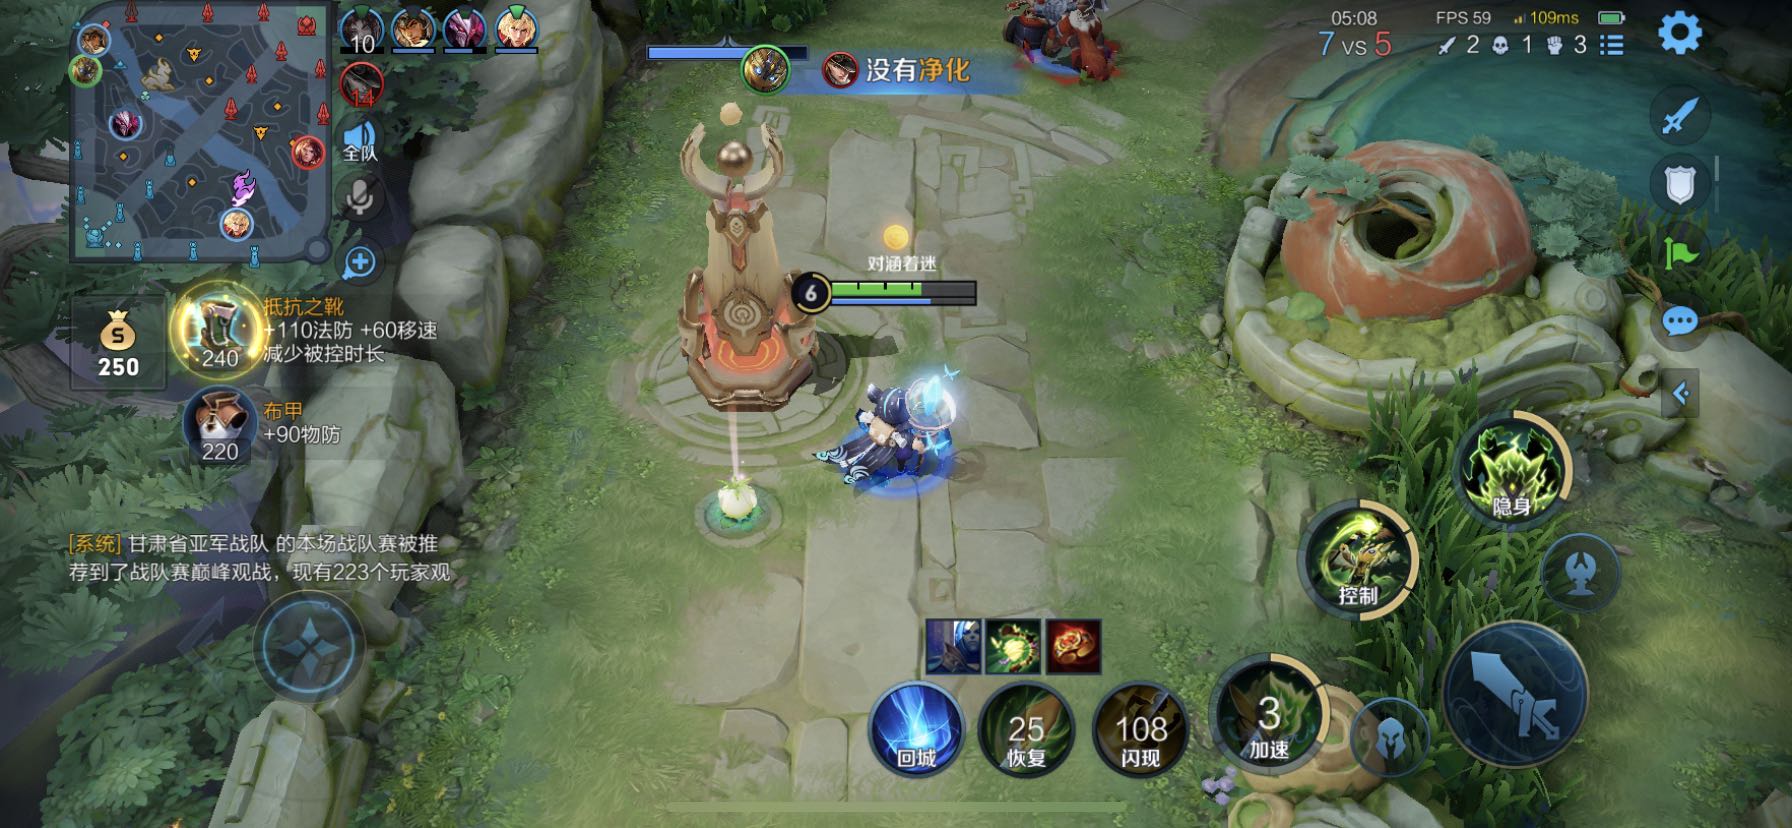 05:08
FPS 59
109ms
7 vs 5
2
1
3
10
14
全队
没有净化
对涵着迷
6
250
抵抗之靴
+110法防 +60移速
减少被控时长
240
布甲
+90物防
220
[系统] 甘肃省亚军战队 的本场战队赛被推
荐到了战队赛巅峰观战，现有223个玩家观
隐身
控制
回城
25
恢复
108
闪现
3
加速